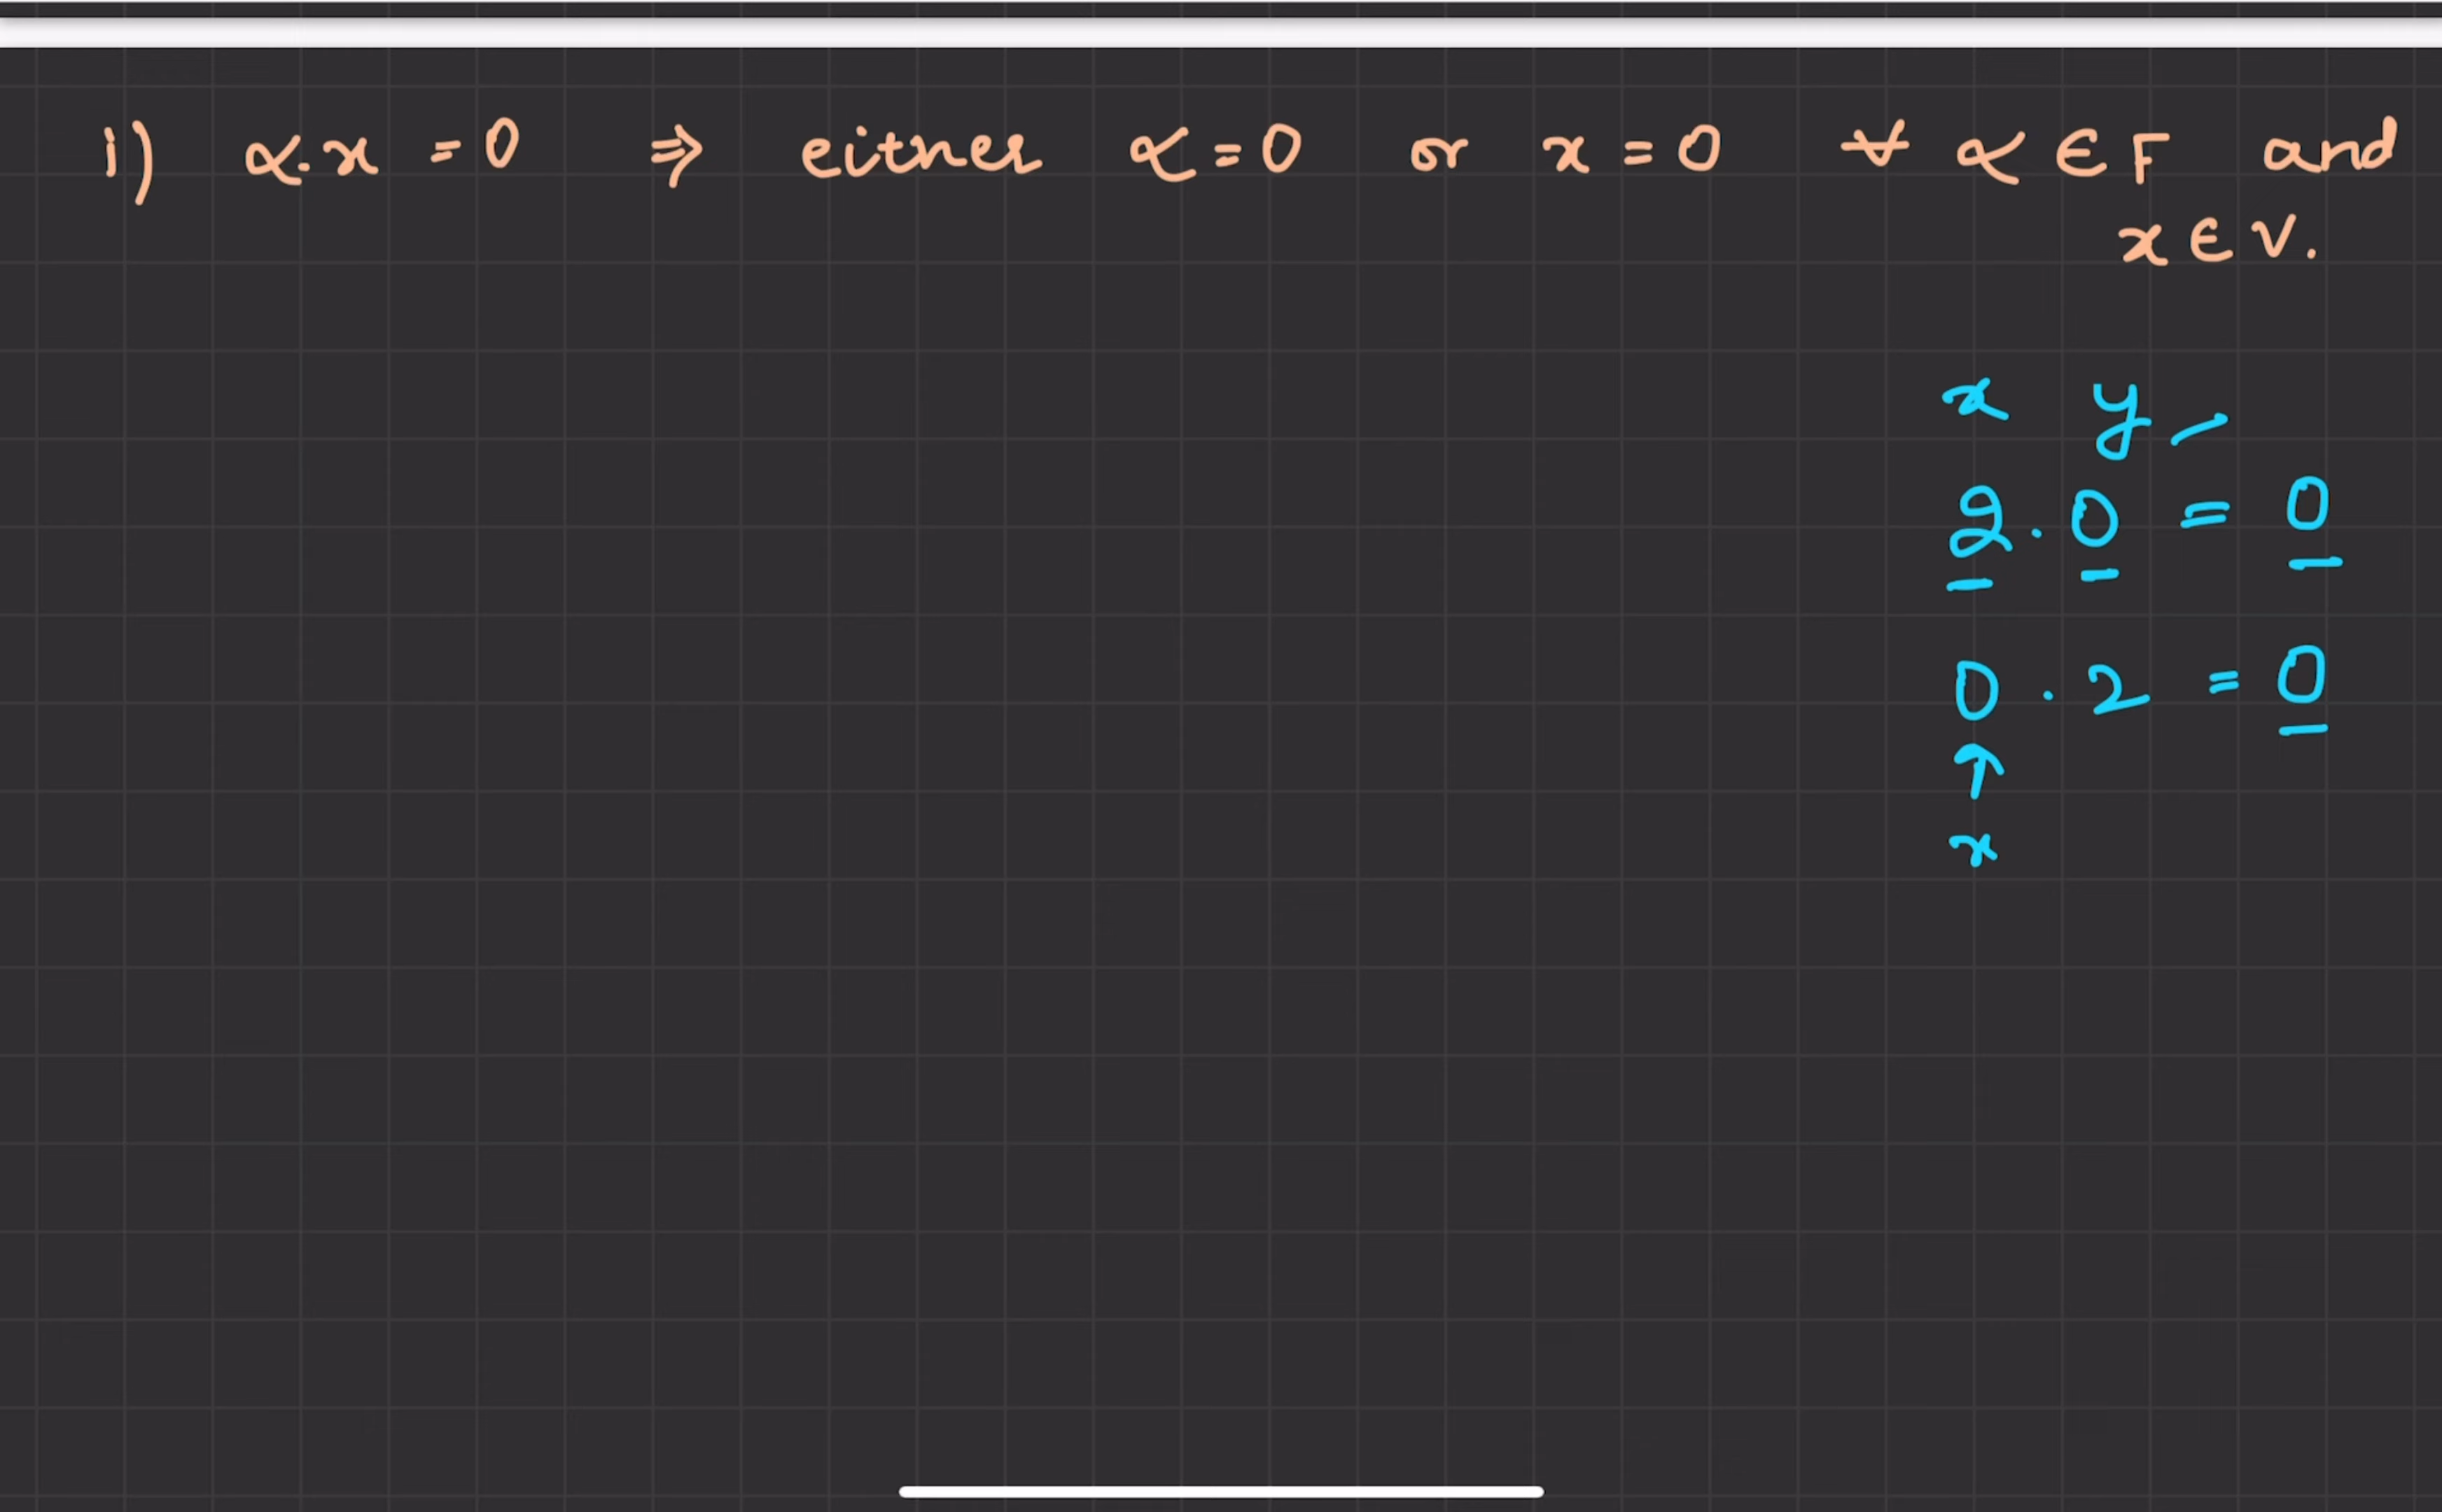 i) α.x = 0 ⇒ either α = 0 or x = 0 ∀ α ∈ F and
x ∈ V.
x y
2 . 0 = 0
0 . 2 = 0
↑
x